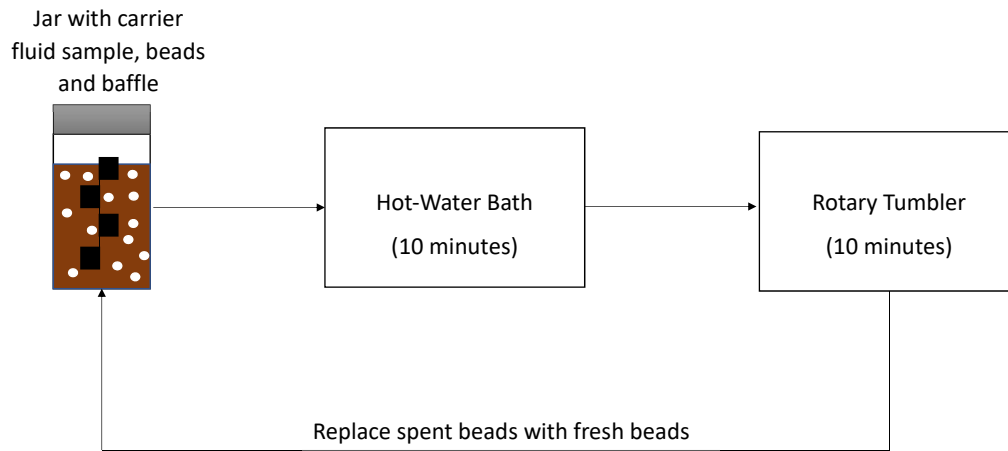 Jar with carrier
fluid sample, beads
and baffle
Hot-Water Bath
(10 minutes)
Rotary Tumbler
(10 minutes)
Replace spent beads with fresh beads